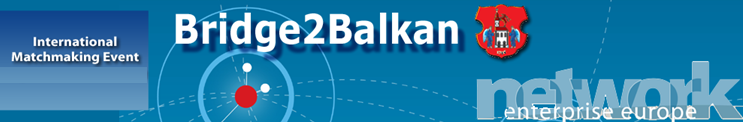 International
Matchmaking Event
Bridge2Balkan
network
enterprise europe